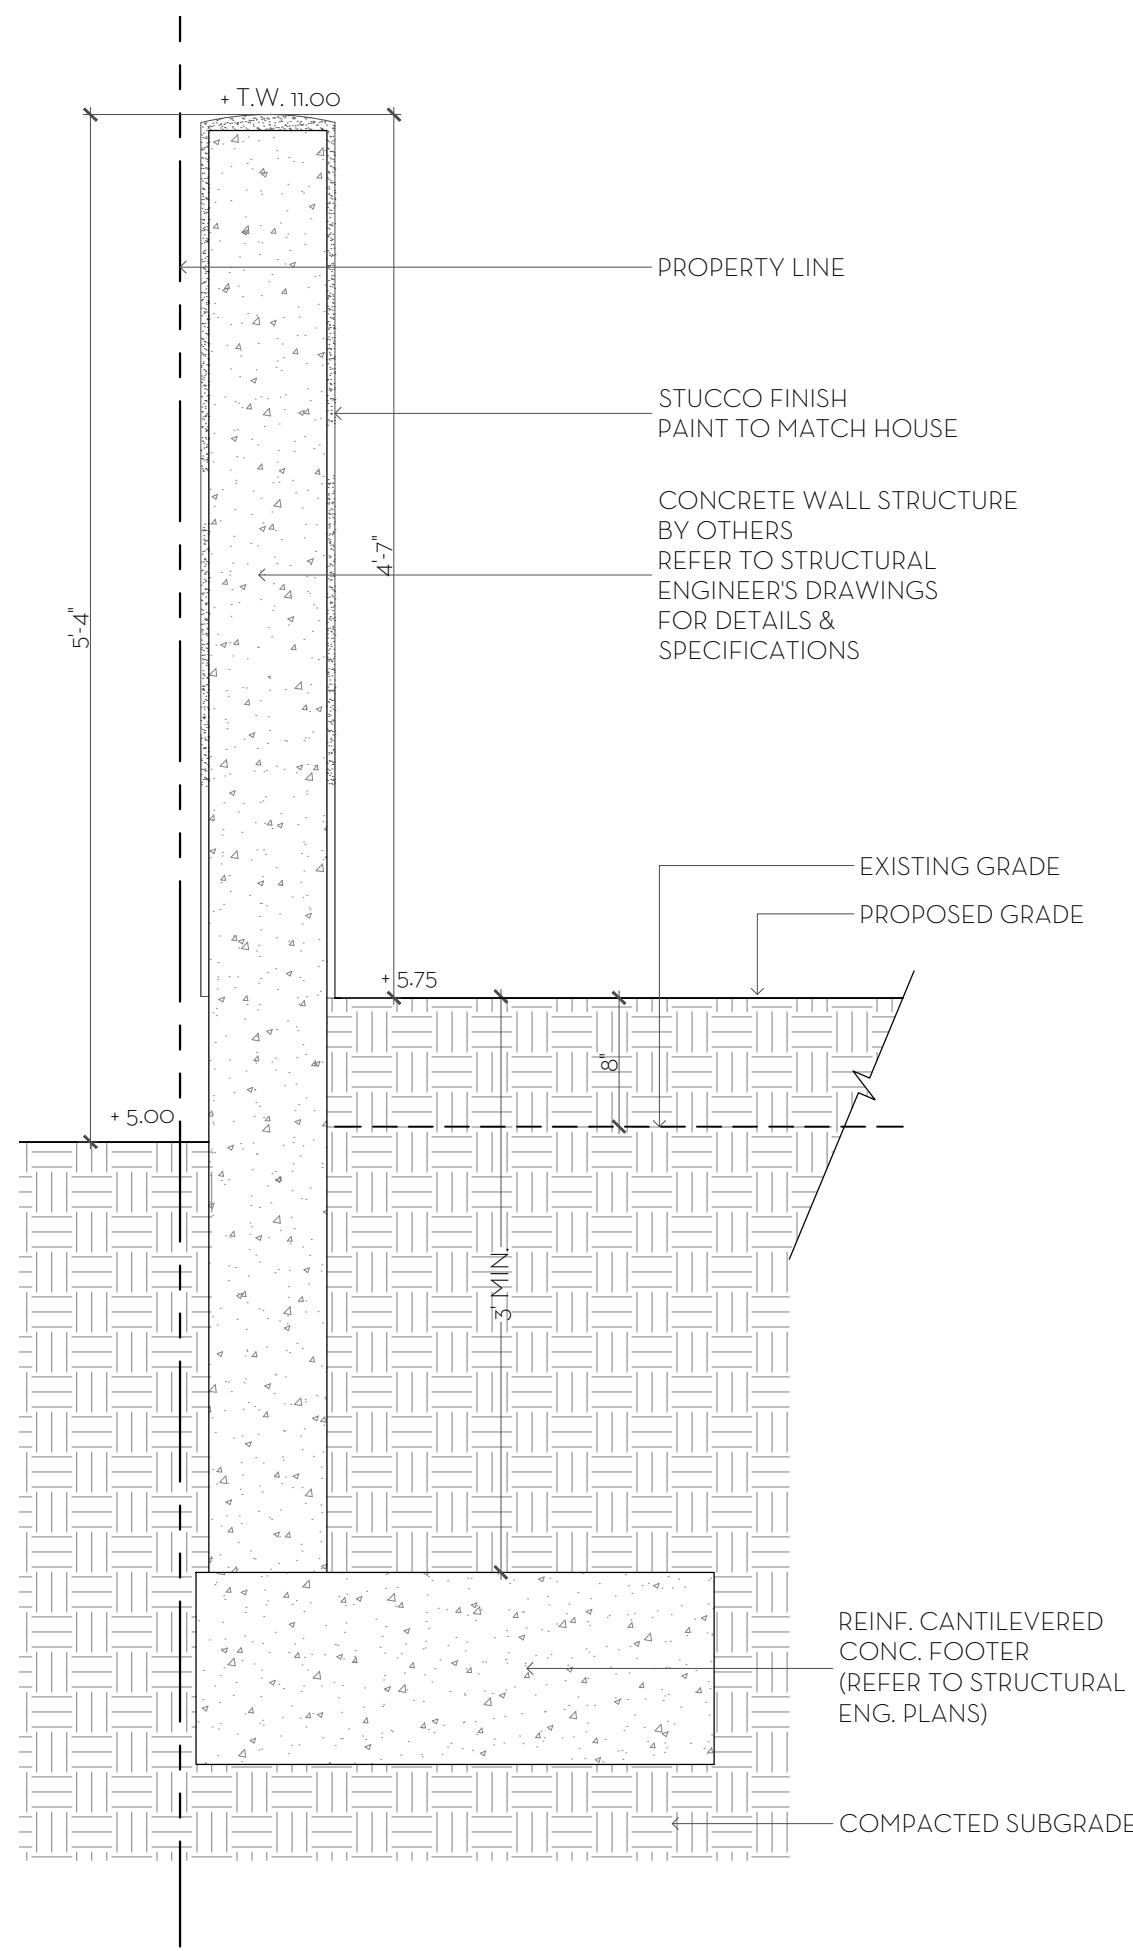 + T.W. 11.00
PROPERTY LINE
STUCCO FINISH
PAINT TO MATCH HOUSE
CONCRETE WALL STRUCTURE
BY OTHERS
REFER TO STRUCTURAL
ENGINEER'S DRAWINGS
FOR DETAILS &
SPECIFICATIONS
4'-7"
5'-4"
EXISTING GRADE
PROPOSED GRADE
+ 5.75
8"
+ 5.00
3' MIN.
REINF. CANTILEVERED
CONC. FOOTER
(REFER TO STRUCTURAL
ENG. PLANS)
COMPACTED SUBGRADE